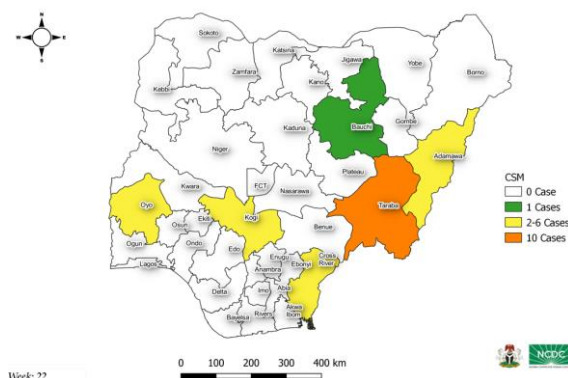 N
W E
S
Sokoto
Katsina
Jigawa
Yobe
Borno
Zamfara
Kano
Kebbi
Kaduna
Bauchi
Gombe
Niger
Adamawa
Plateau
Kwara
FCT
Nasarawa
Taraba
Oyo
Kogi
Ekiti
Osun
Benue
Ogun
Ondo
Edo
Enugu
Ebonyi
Cross
River
Lagos
Anambra
Delta
Imo
Abia
Bayelsa
Rivers
Akwa
Ibom
CSM
0 Case
1 Cases
2-6 Cases
10 Cases
Week: 22
0 100 200 300 400 km
NCDC